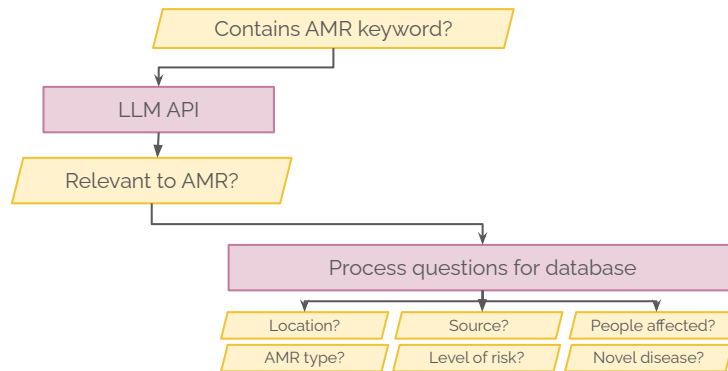 Contains AMR keyword?
LLM API
Relevant to AMR?
Process questions for database
Location?
Source?
People affected?
AMR type?
Level of risk?
Novel disease?